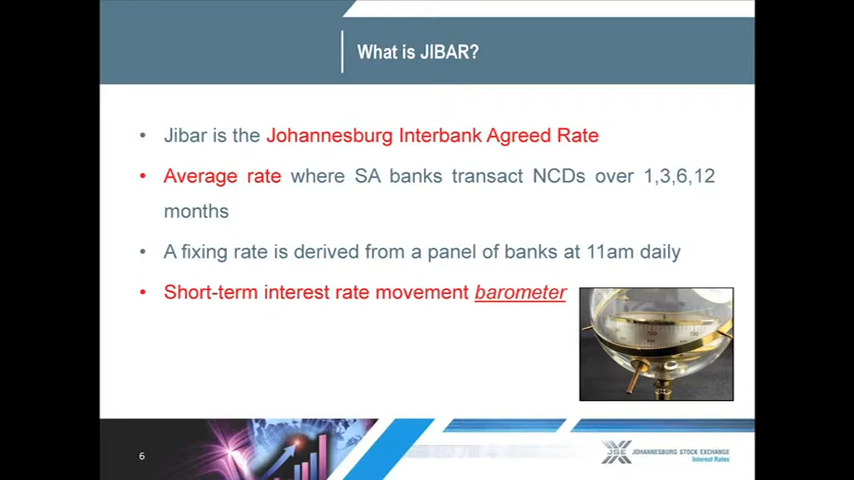 What is JIBAR?
• Jibar is the Johannesburg Interbank Agreed Rate
• Average rate where SA banks transact NCDs over 1,3,6,12
months
• A fixing rate is derived from a panel of banks at 11am daily
• Short-term interest rate movement barometer
6
JSE
JOHANNESBURG STOCK EXCHANGE
Interest Rates